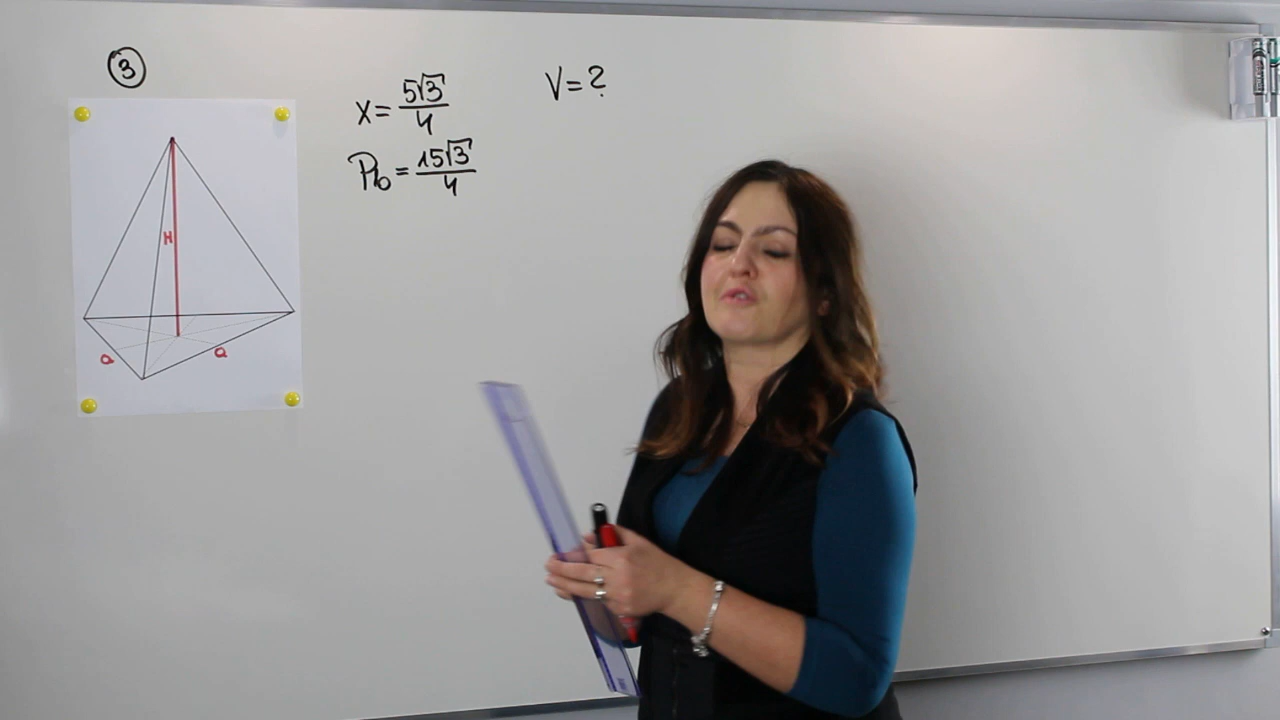 3
x = 5√3/4
V = ?
Pb = 15√3/4
H
a
a